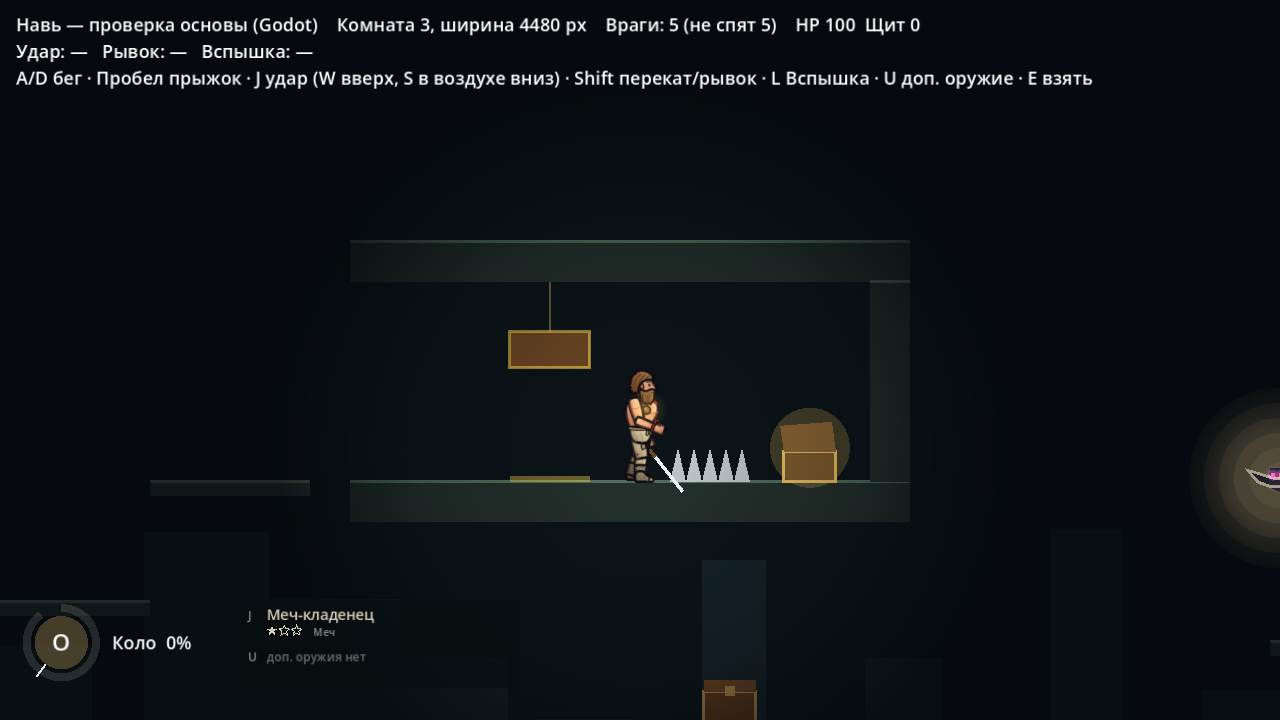 Навь — проверка основы (Godot)    Комната 3, ширина 4480 px    Враги: 5 (не спят 5)    HP 100  Щит 0
Удар: —   Рывок: —   Вспышка: —
A/D бег · Пробел прыжок · J удар (W вверх, S в воздухе вниз) · Shift перекат/рывок · L Вспышка · U доп. оружие · E взять
J Меч-кладенец
★☆☆ Меч
О Коло 0%
U доп. оружия нет